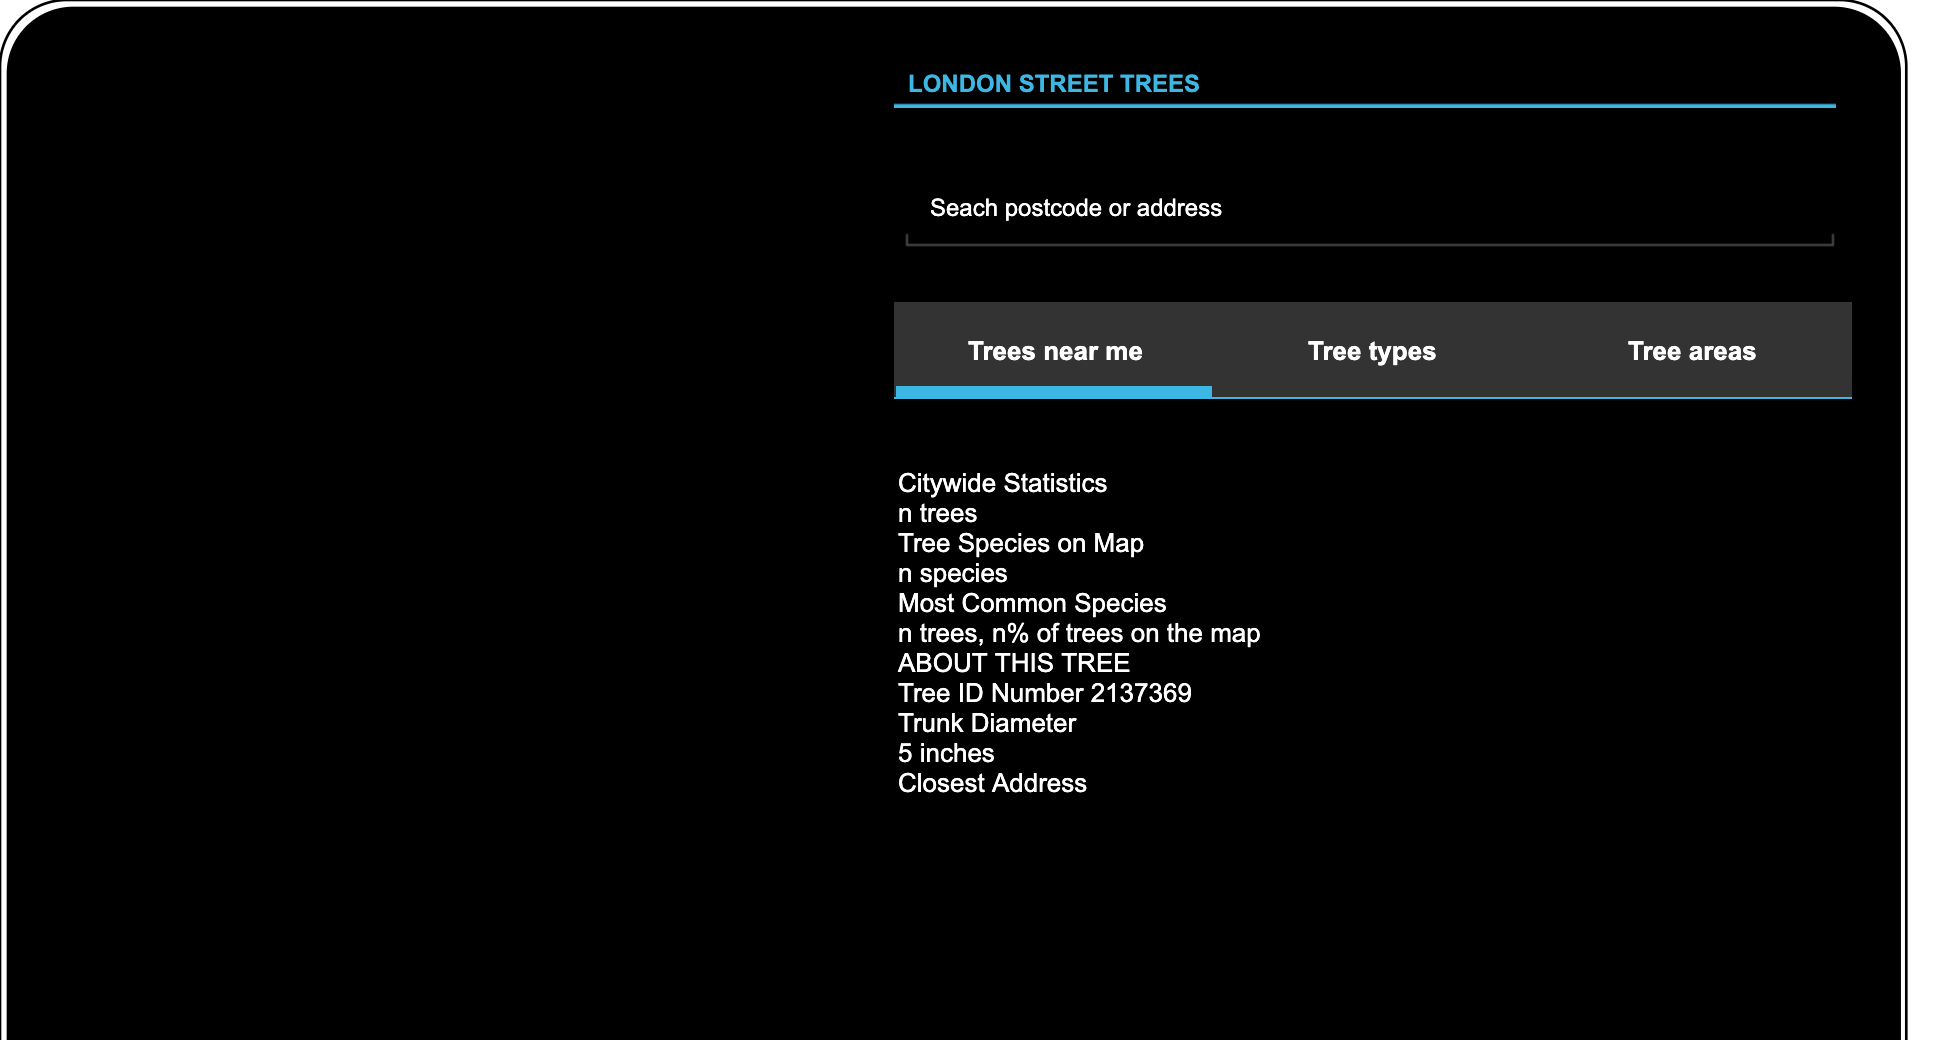 LONDON STREET TREES
Seach postcode or address
Trees near me Tree types Tree areas
Citywide Statistics
n trees
Tree Species on Map
n species
Most Common Species
n trees, n% of trees on the map
ABOUT THIS TREE
Tree ID Number 2137369
Trunk Diameter
5 inches
Closest Address